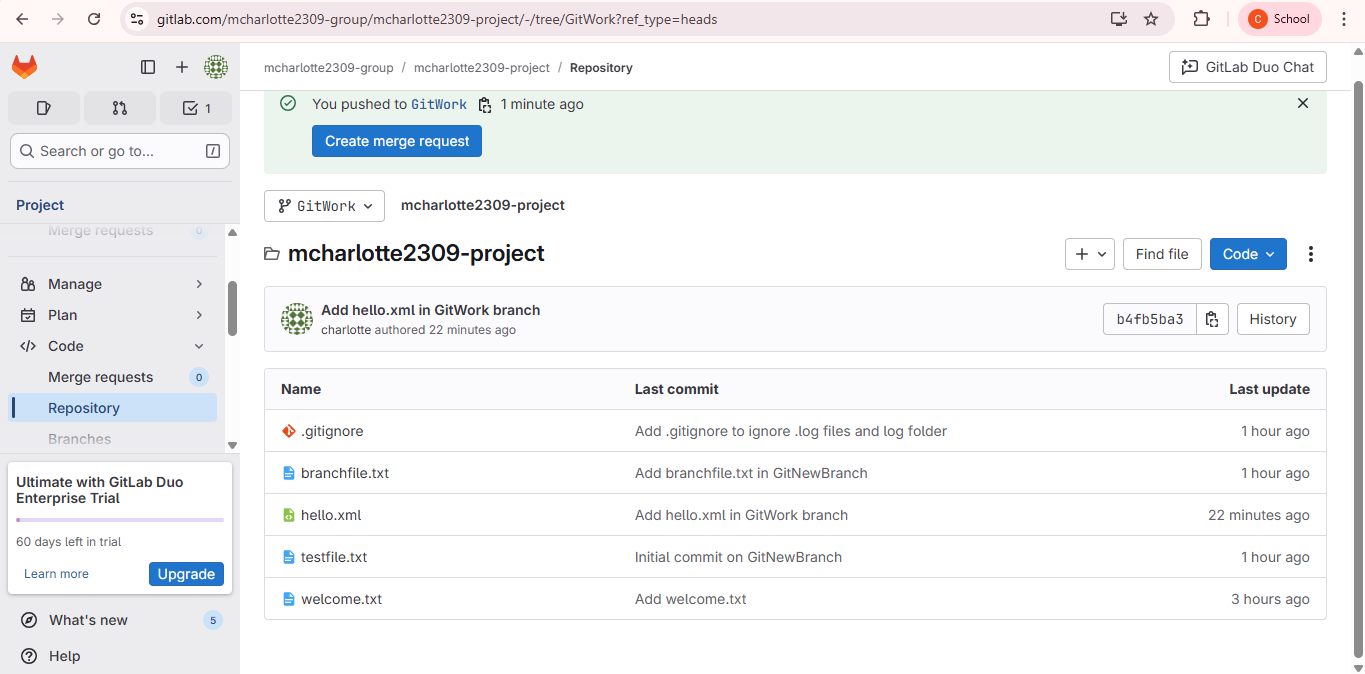 gitlab.com/mcharlotte2309-group/mcharlotte2309-project/-/tree/GitWork?ref_type=heads
C School
1
Search or go to... /
Project
Merge requests 0
Manage
Plan
Code
Merge requests 0
Repository
Branches
Ultimate with GitLab Duo
Enterprise Trial
60 days left in trial
Learn more Upgrade
What's new 5
Help
mcharlotte2309-group / mcharlotte2309-project / Repository
GitLab Duo Chat
You pushed to GitWork 1 minute ago
Create merge request
GitWork mcharlotte2309-project
mcharlotte2309-project
Find file Code
Add hello.xml in GitWork branch
charlotte authored 22 minutes ago
b4fb5ba3 History
Name Last commit Last update
.gitignore Add .gitignore to ignore .log files and log folder 1 hour ago
branchfile.txt Add branchfile.txt in GitNewBranch 1 hour ago
hello.xml Add hello.xml in GitWork branch 22 minutes ago
testfile.txt Initial commit on GitNewBranch 1 hour ago
welcome.txt Add welcome.txt 3 hours ago